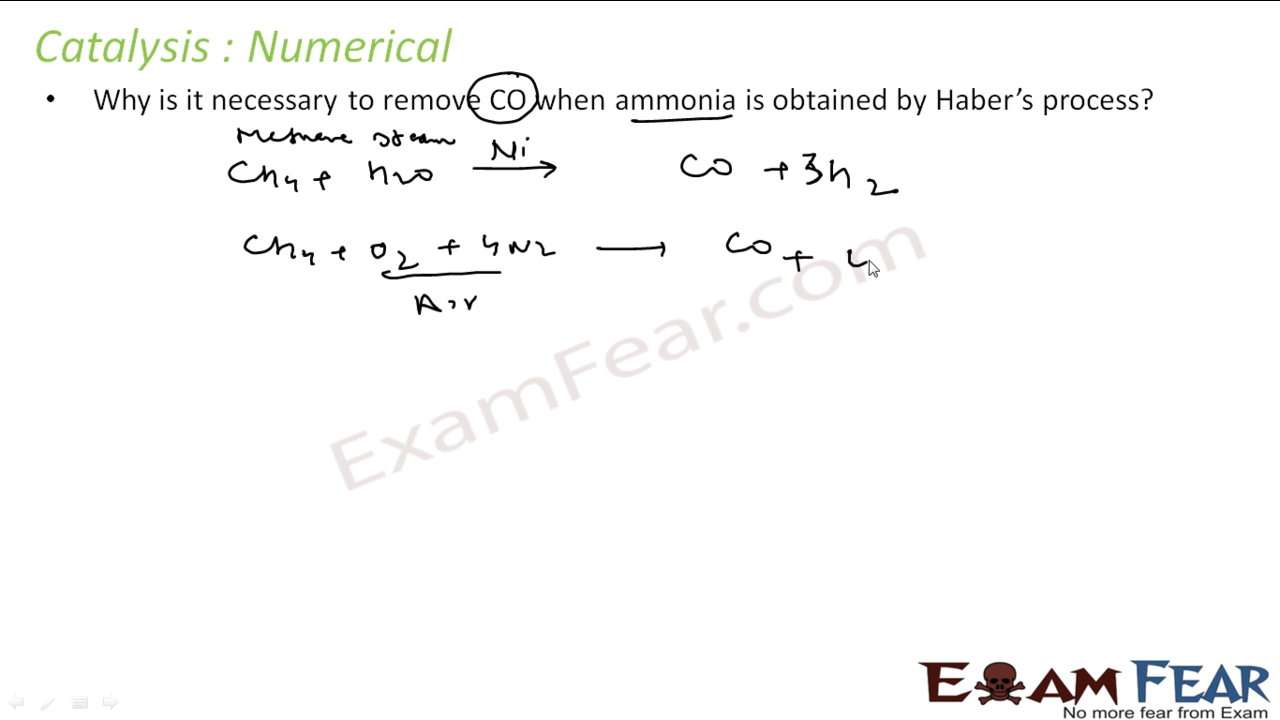 Catalysis : Numerical
• Why is it necessary to remove CO when ammonia is obtained by Haber's process?
Methane steam
CH4 + H2O Ni → CO + 3H2
CH4 + O2 + 4N2 → CO + 4
Air
ExamFear.com
EXAM FEAR
No more fear from Exam